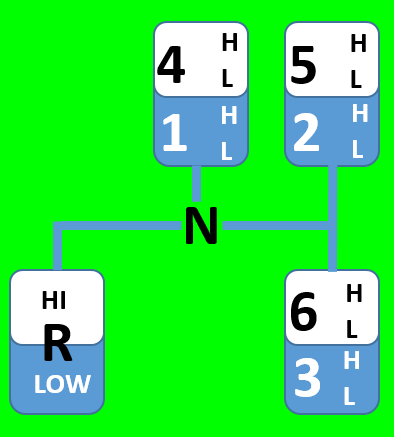 4 H L
1 H L
5 H L
2 H L
N
HI
R
LOW
6 H L
3 H L